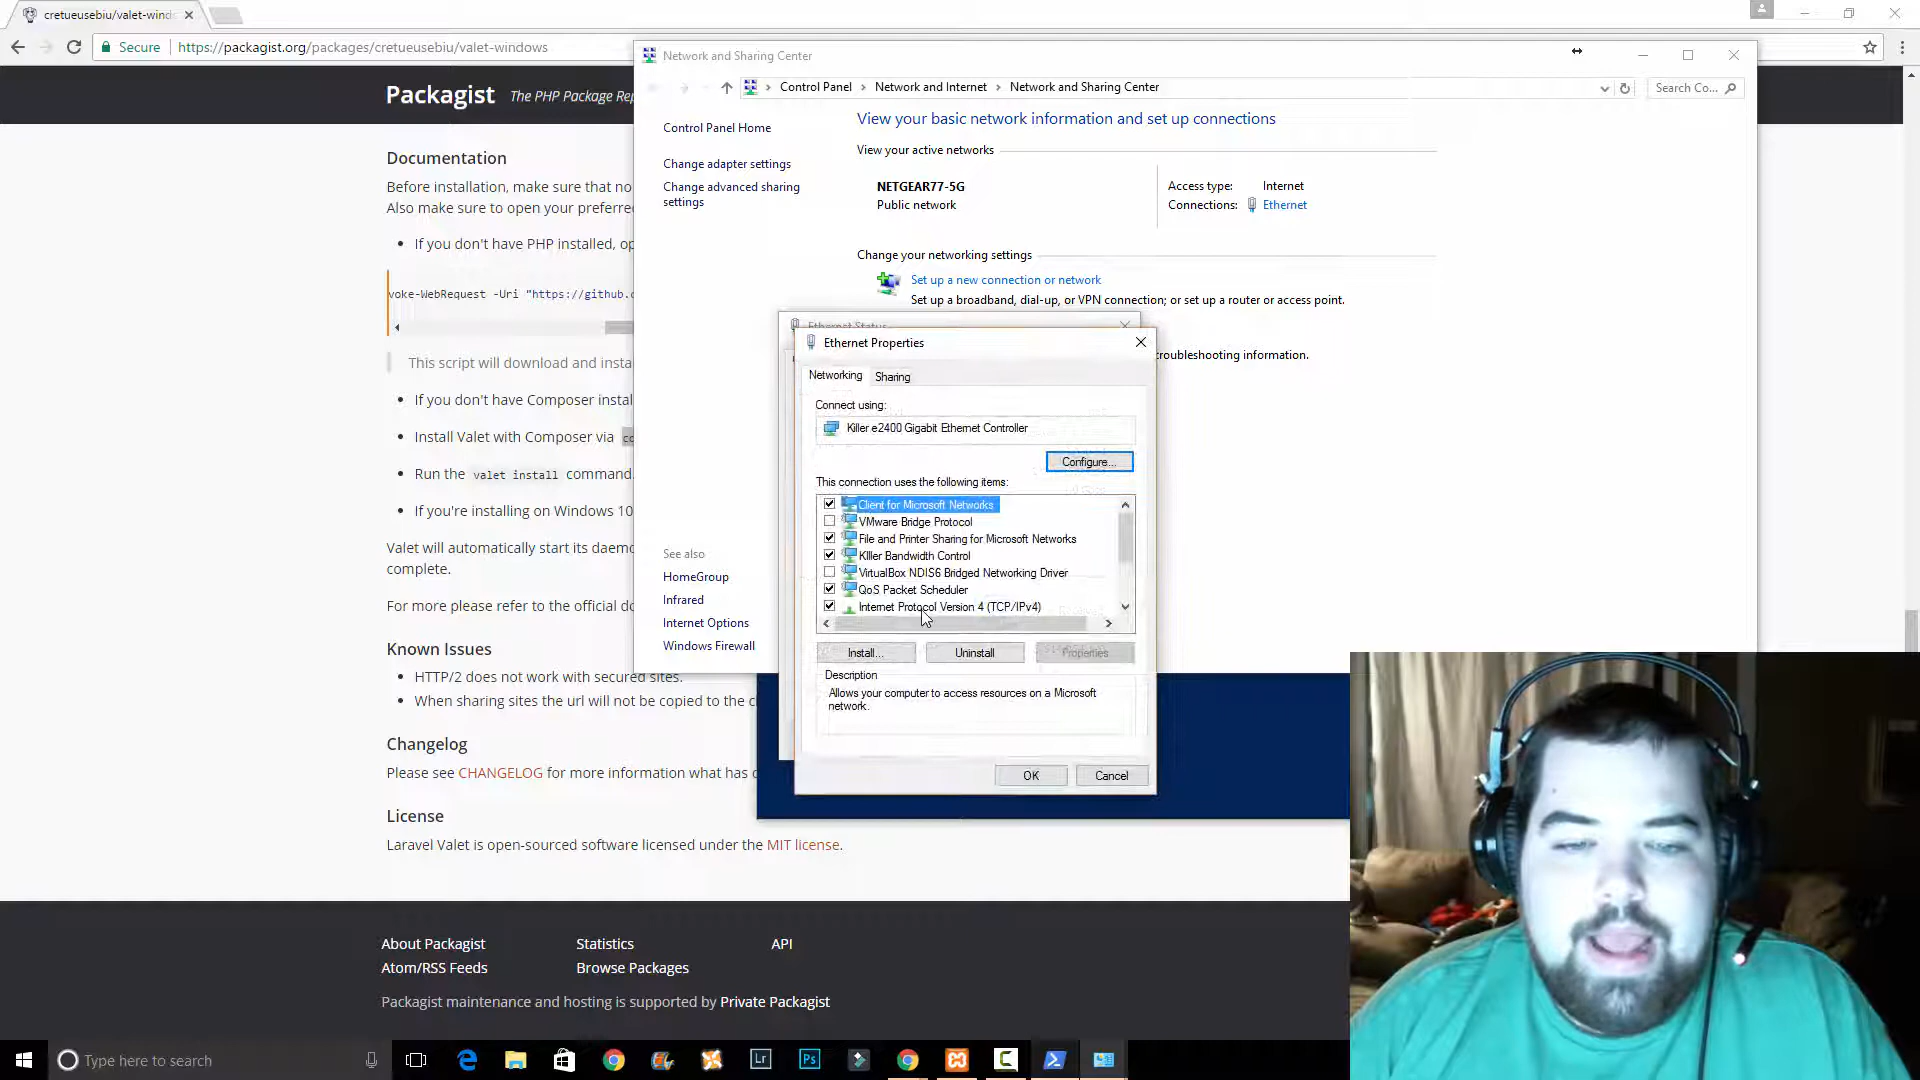 cretueusebiu/valet-wind
Secure
https://packagist.org/packages/cretueusebiu/valet-windows
Packagist
The PHP Package Rep
Documentation
Before installation, make sure that no
Also make sure to open your preferre
If you don't have PHP installed, op
voke-WebRequest -Uri "https://github.c
This script will download and insta
If you don't have Composer instal
Install Valet with Composer via co
Run the valet install command.
If you're installing on Windows 10
Valet will automatically start its daemo
complete.
For more please refer to the official do
Known Issues
HTTP/2 does not work with secured sites.
When sharing sites the url will not be copied to the cl
Changelog
Please see CHANGELOG for more information what has c
License
Laravel Valet is open-sourced software licensed under the MIT license.
About Packagist
Statistics
API
Atom/RSS Feeds
Browse Packages
Packagist maintenance and hosting is supported by Private Packagist
Network and Sharing Center
Control Panel
Network and Internet
Network and Sharing Center
Search Co...
Control Panel Home
Change adapter settings
Change advanced sharing
settings
View your basic network information and set up connections
View your active networks
NETGEAR77-5G
Public network
Access type: Internet
Connections: Ethernet
Change your networking settings
Set up a new connection or network
Set up a broadband, dial-up, or VPN connection; or set up a router or access point.
troubleshooting information.
See also
HomeGroup
Infrared
Internet Options
Windows Firewall
Ethernet Status
Ethernet Properties
Networking
Sharing
Connect using:
Killer e2400 Gigabit Ethernet Controller
Configure...
This connection uses the following items:
Client for Microsoft Networks
VMware Bridge Protocol
File and Printer Sharing for Microsoft Networks
KIller Bandwidth Control
VirtualBox NDIS6 Bridged Networking Driver
QoS Packet Scheduler
Internet Protocol Version 4 (TCP/IPv4)
Install...
Uninstall
Properties
Description
Allows your computer to access resources on a Microsoft
network.
OK
Cancel
Type here to search
Lr
Ps